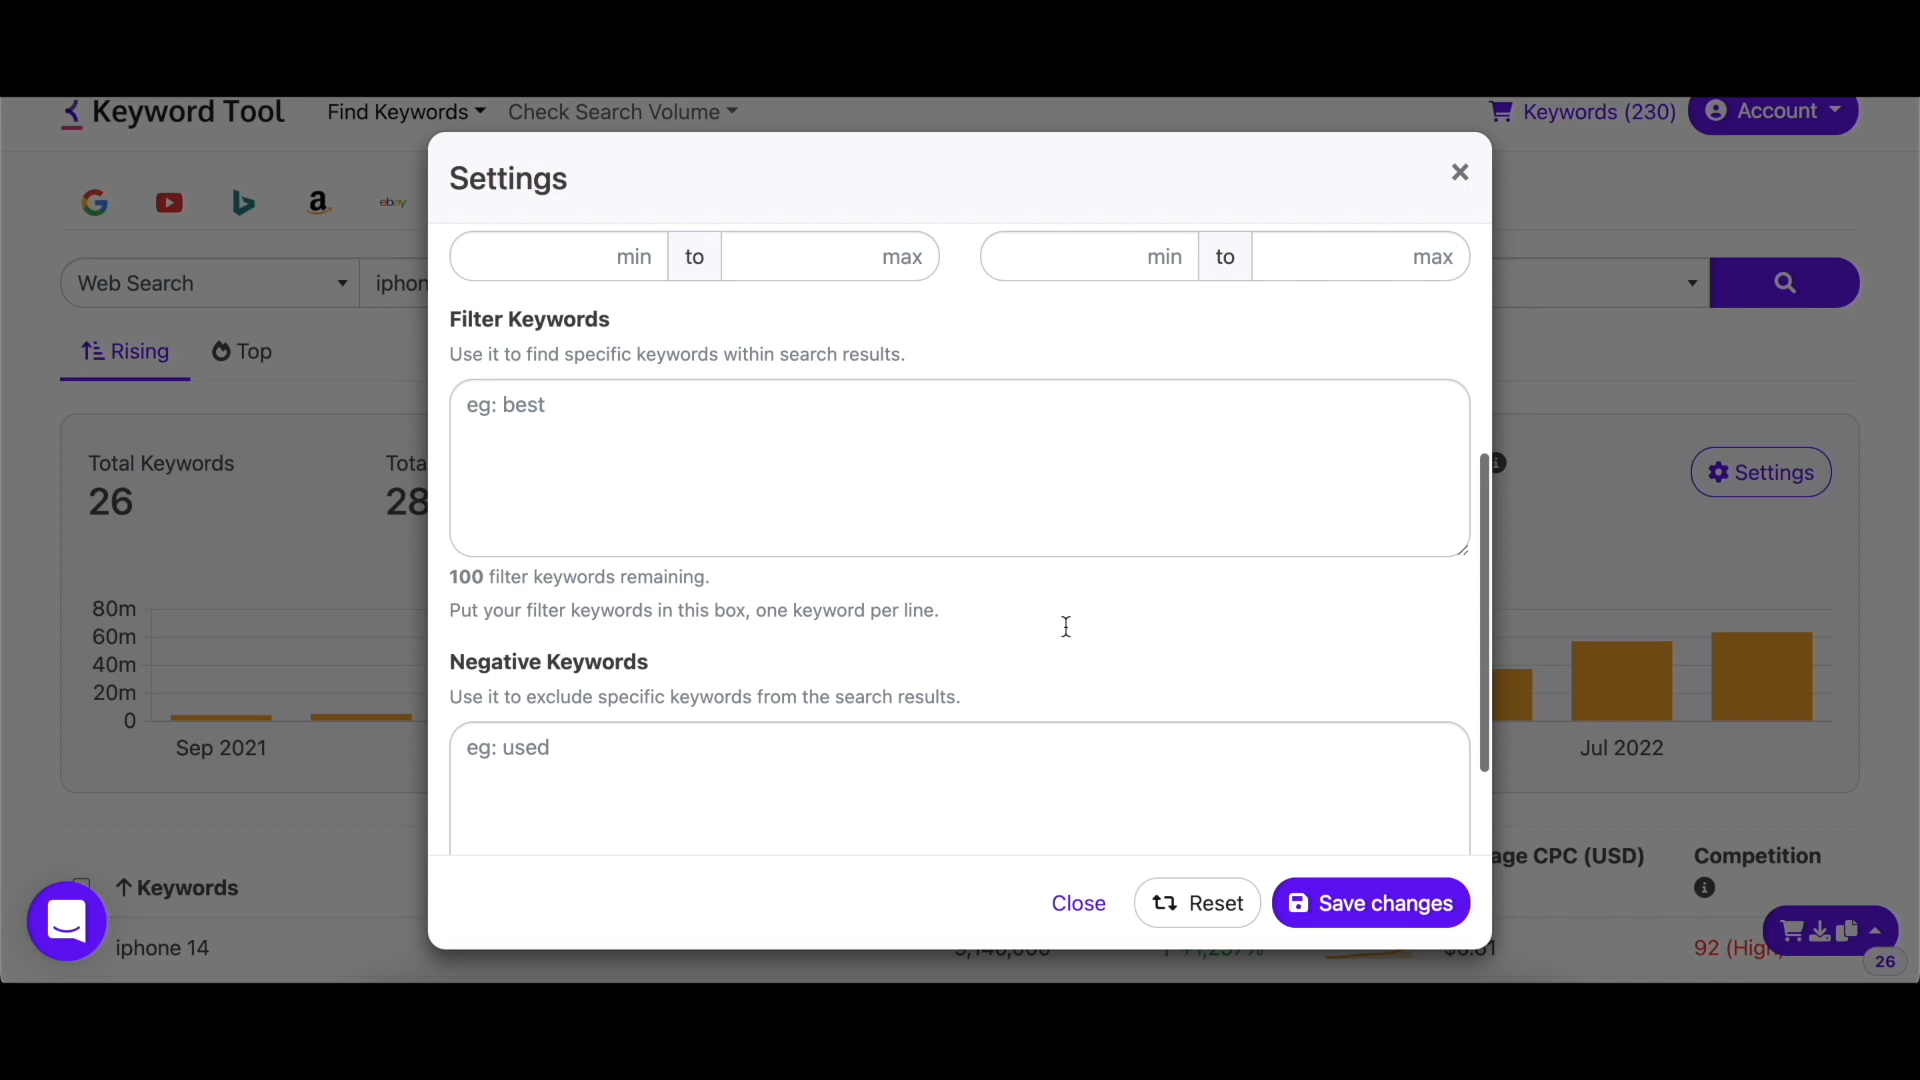 Keyword Tool
Find Keywords
Check Search Volume
Keywords (230)
Account
Settings
ebay
min to max
min to max
Web Search
iphon
Filter Keywords
Use it to find specific keywords within search results.
Rising
Top
eg: best
Total Keywords
26
Tota
28
Settings
100 filter keywords remaining.
Put your filter keywords in this box, one keyword per line.
Negative Keywords
Use it to exclude specific keywords from the search results.
eg: used
80m
60m
40m
20m
0
Sep 2021
Jul 2022
Close
Reset
Save changes
Keywords
age CPC (USD)
Competition
iphone 14
92 (High
26